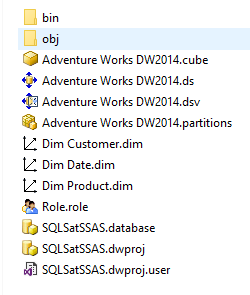 bin
obj
Adventure Works DW2014.cube
Adventure Works DW2014.ds
Adventure Works DW2014.dsv
Adventure Works DW2014.partitions
Dim Customer.dim
Dim Date.dim
Dim Product.dim
Role.role
SQLSatSSAS.database
SQLSatSSAS.dwproj
SQLSatSSAS.dwproj.user